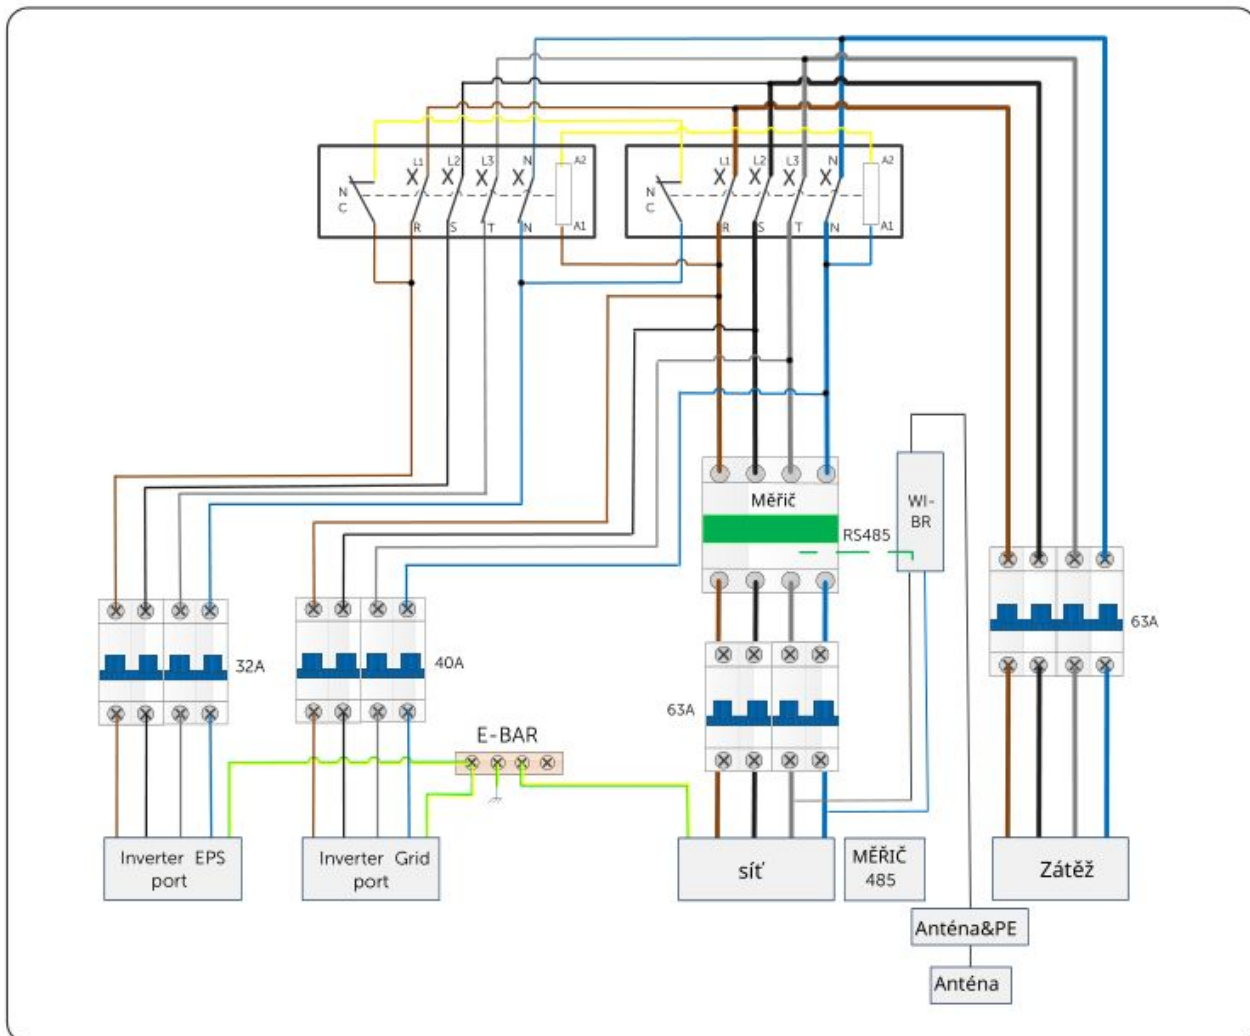 L1 L2 L3 N A2
N
C
R S T N A1
L1 L2 L3 N A2
N
C
R S T N A1
Měřič
RS485
WI-
BR
32A
40A
63A
63A
E-BAR
Inverter EPS
port
Inverter Grid
port
síť
MĚŘIČ
485
Zátěž
Anténa&PE
Anténa